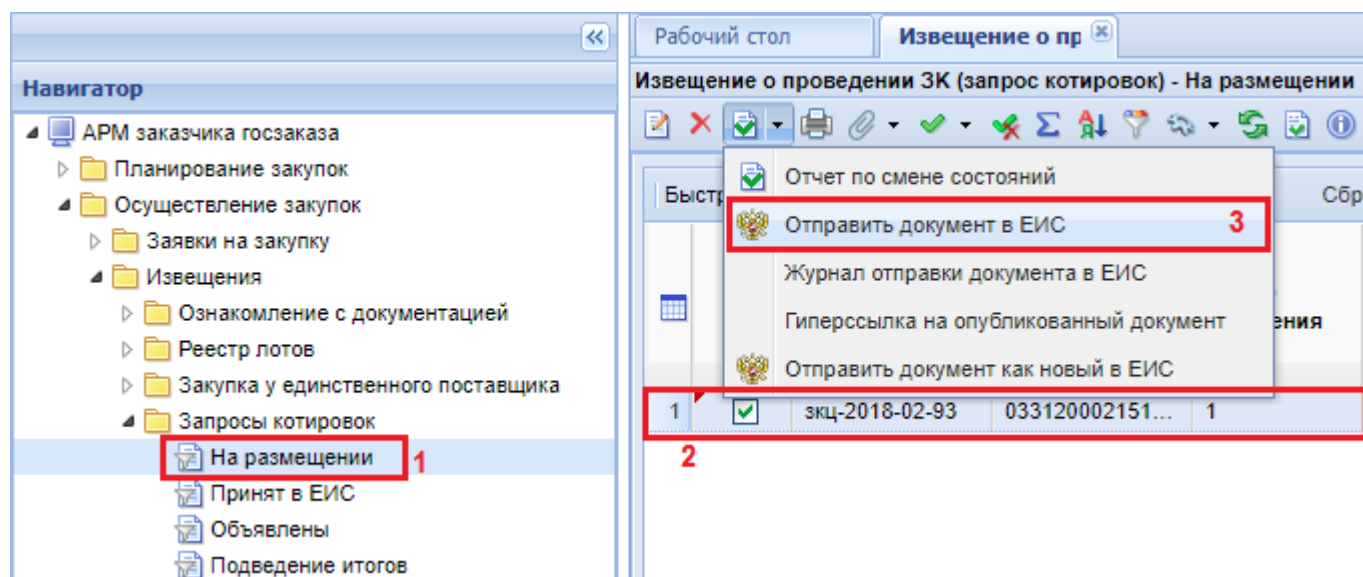 Навигатор
АРМ заказчика госзаказа
Планирование закупок
Осуществление закупок
Заявки на закупку
Извещения
Ознакомление с документацией
Реестр лотов
Закупка у единственного поставщика
Запросы котировок
На размещении 1
Принят в ЕИС
Объявлены
Подведение итогов
Рабочий стол Извещение о пр
Извещение о проведении ЗК (запрос котировок) - На размещении
Отчет по смене состояний
Быстр Сбр
Отправить документ в ЕИС 3
Журнал отправки документа в ЕИС
Гиперссылка на опубликованный документ ения
Отправить документ как новый в ЕИС
1 зкц-2018-02-93 033120002151... 1
2